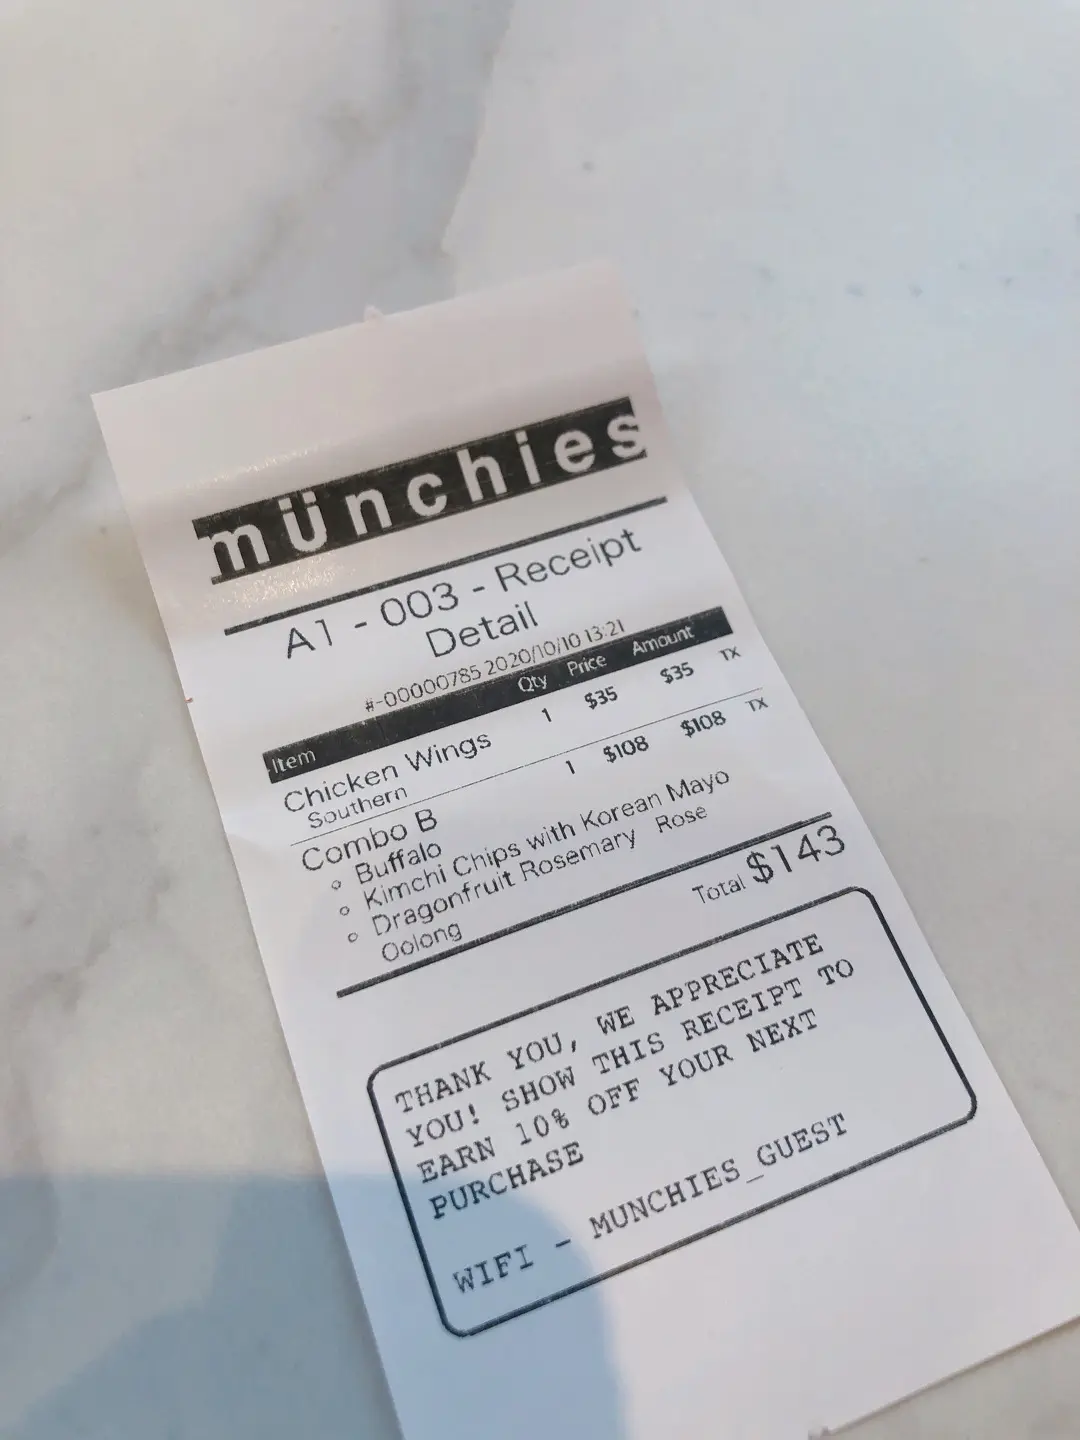 münchies
A1 - 003 - Receipt
Detail
#-00000785 2020/10/10 13:21
Item Qty Price Amount
Chicken Wings 1 $35 $35 TX
Southern
Combo B 1 $108 $108 TX
◦ Buffalo
◦ Kimchi Chips with Korean Mayo
◦ Dragonfruit Rosemary Rose
Oolong
Total $143
THANK YOU, WE APPRECIATE
YOU! SHOW THIS RECEIPT TO
EARN 10% OFF YOUR NEXT
PURCHASE
WIFI - MUNCHIES_GUEST